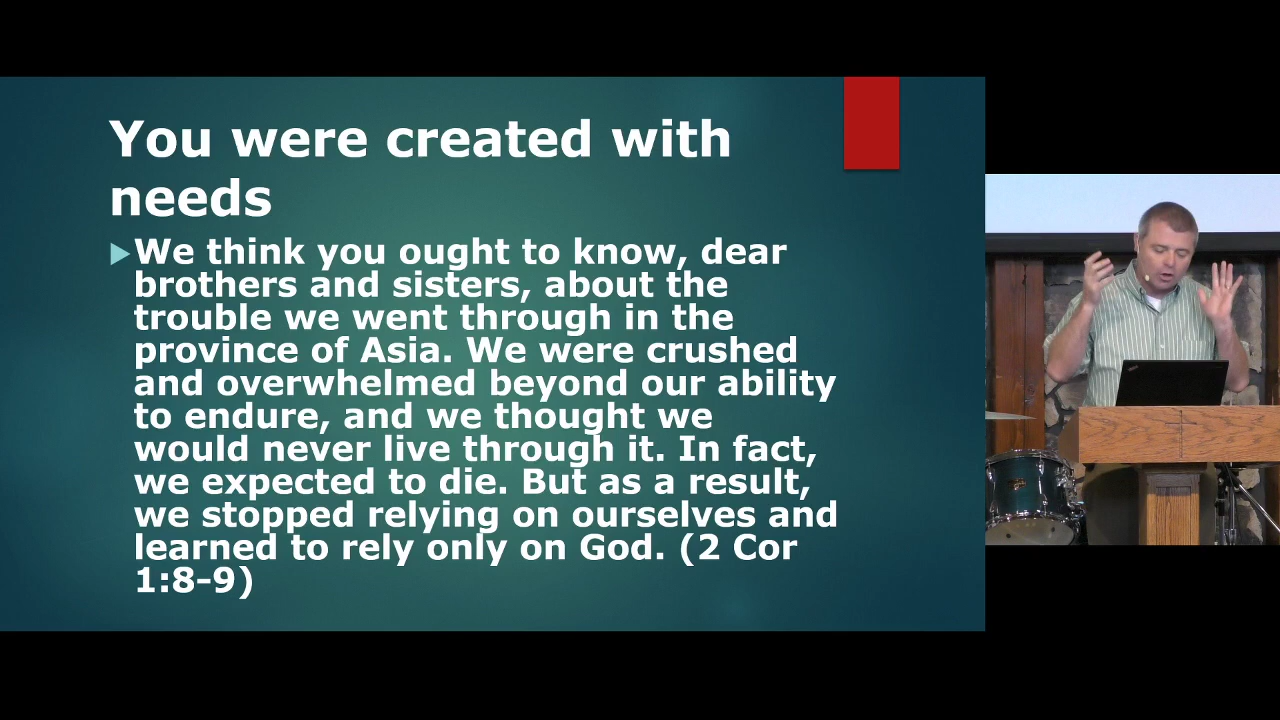 You were created with
needs
We think you ought to know, dear
brothers and sisters, about the
trouble we went through in the
province of Asia. We were crushed
and overwhelmed beyond our ability
to endure, and we thought we
would never live through it. In fact,
we expected to die. But as a result,
we stopped relying on ourselves and
learned to rely only on God. (2 Cor
1:8-9)